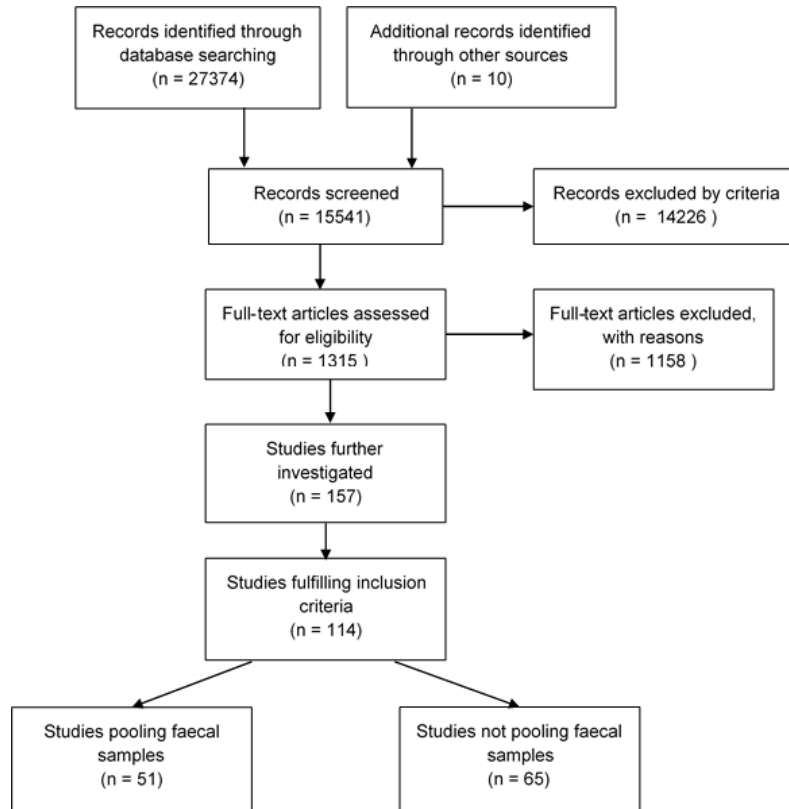 Records identified through
database searching
(n = 27374)
Additional records identified
through other sources
(n = 10)
Records screened
(n = 15541)
Records excluded by criteria
(n =  14226 )
Full-text articles assessed
for eligibility
(n = 1315 )
Full-text articles excluded,
with reasons
(n = 1158 )
Studies further
investigated
(n = 157)
Studies fulfilling inclusion
criteria
(n = 114)
Studies pooling faecal
samples
(n = 51)
Studies not pooling faecal
samples
(n = 65)